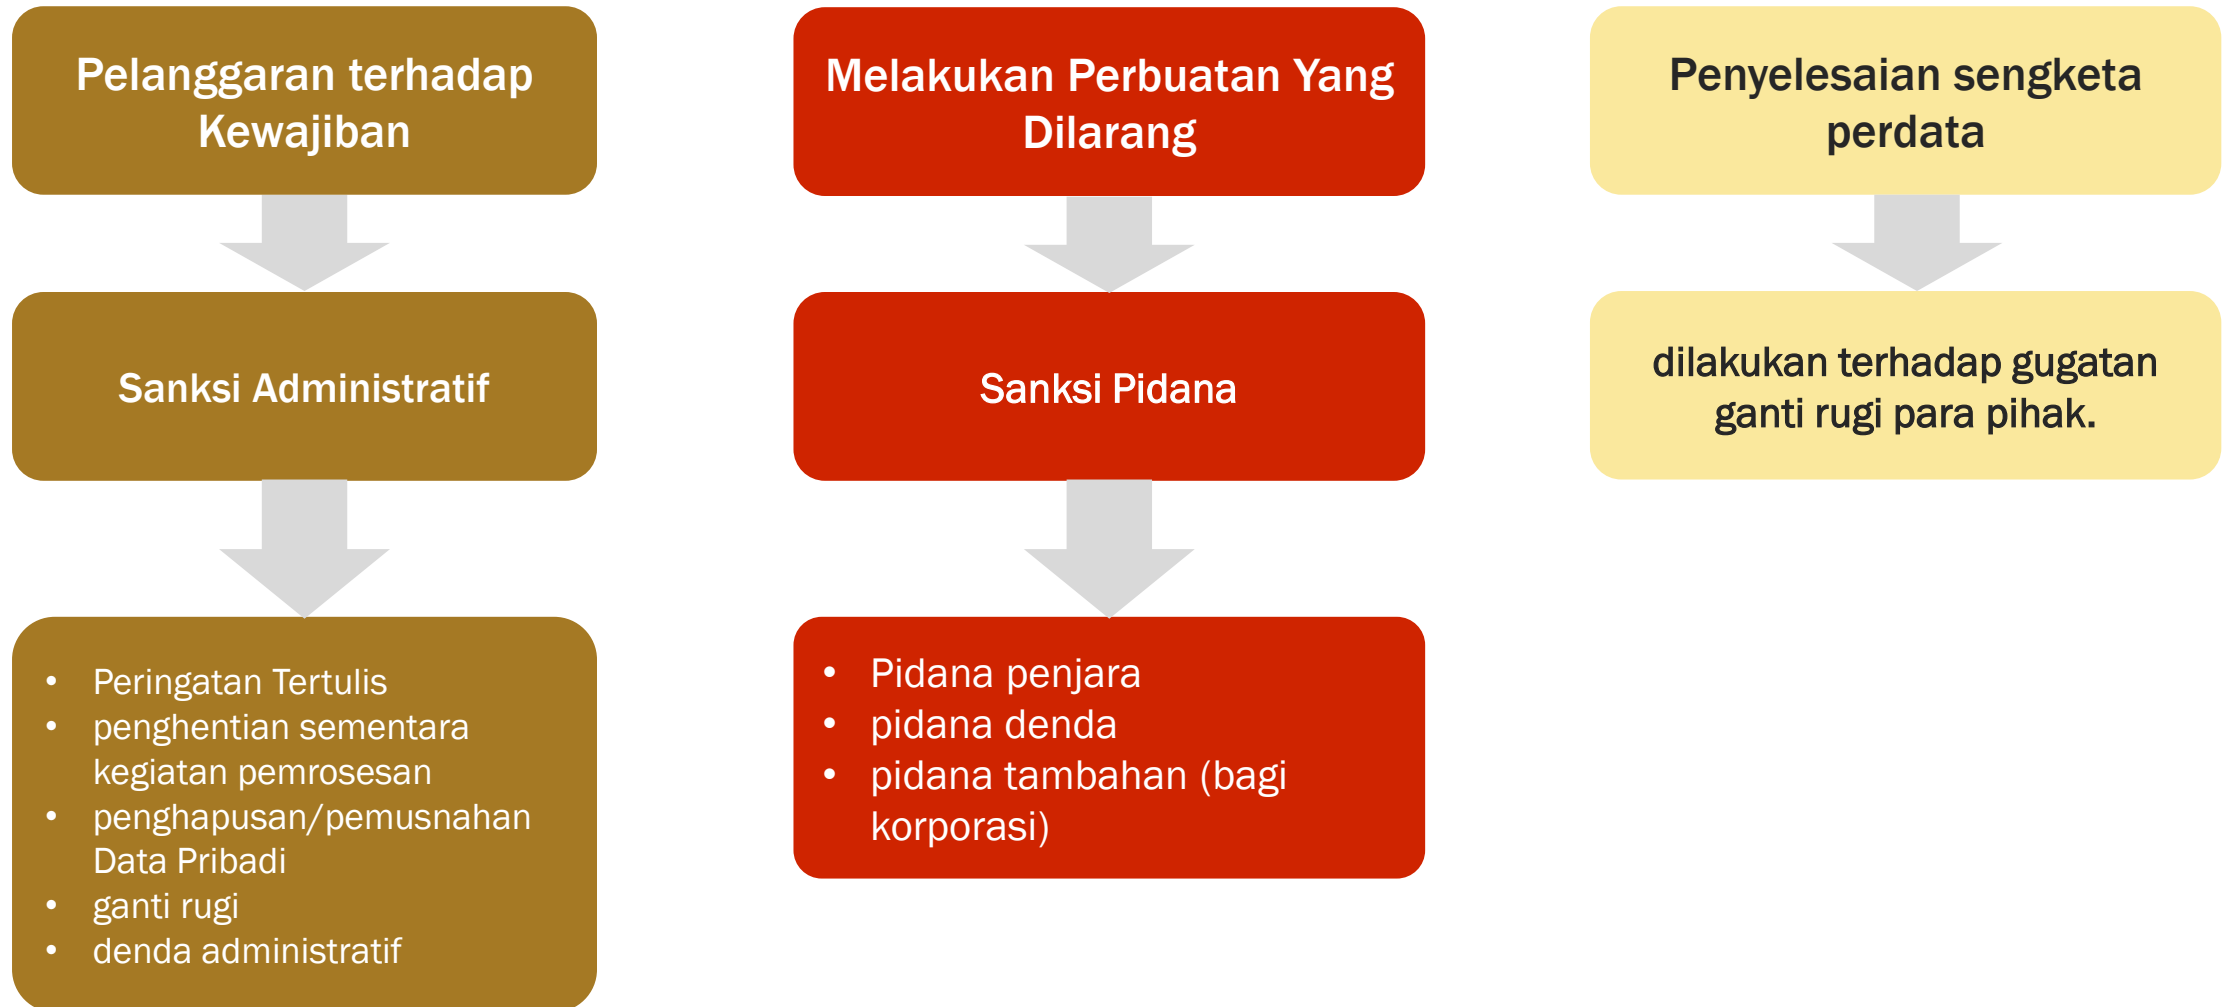 Pelanggaran terhadap
Kewajiban
Sanksi Administratif
• Peringatan Tertulis
• penghentian sementara
kegiatan pemrosesan
• penghapusan/pemusnahan
Data Pribadi
• ganti rugi
• denda administratif
Melakukan Perbuatan Yang
Dilarang
Sanksi Pidana
• Pidana penjara
• pidana denda
• pidana tambahan (bagi
korporasi)
Penyelesaian sengketa
perdata
dilakukan terhadap gugatan
ganti rugi para pihak.